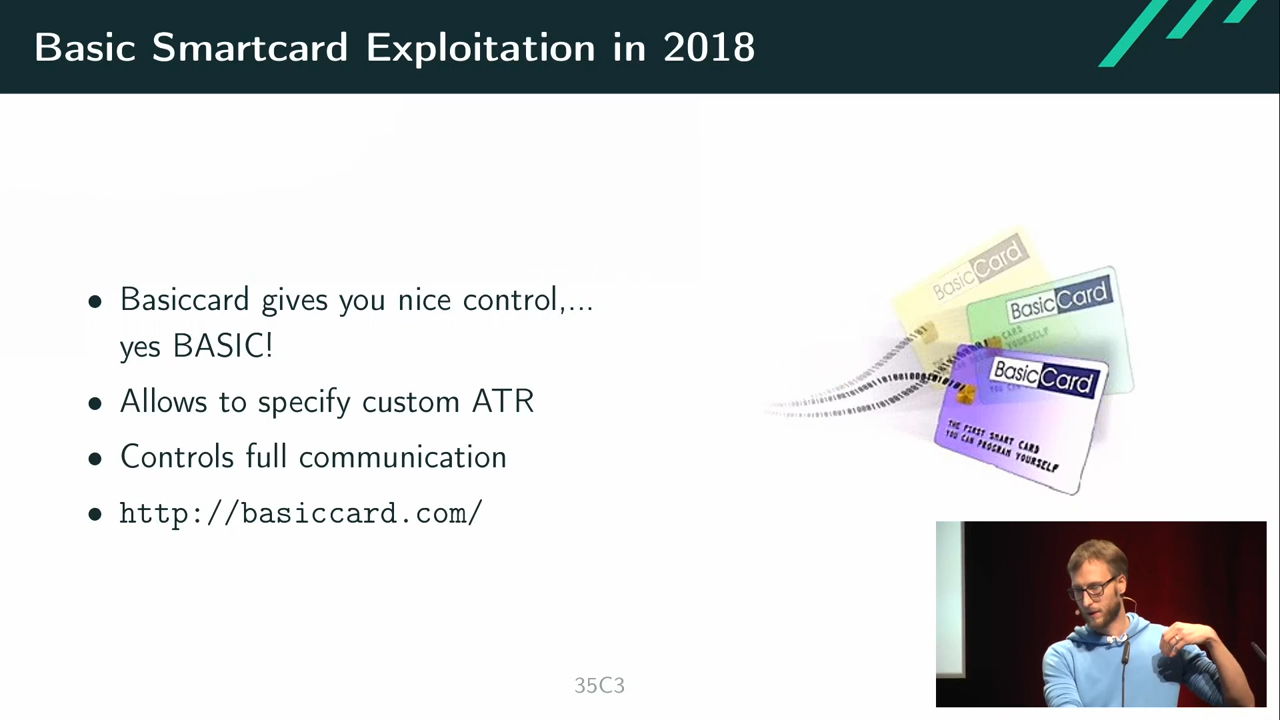 Basic Smartcard Exploitation in 2018
• Basiccard gives you nice control,...
yes BASIC!
• Allows to specify custom ATR
• Controls full communication
• http://basiccard.com/
BasicCard
BasicCard
BasicCard
THE FIRST SMART CARD
YOU CAN PROGRAM YOURSELF
35C3